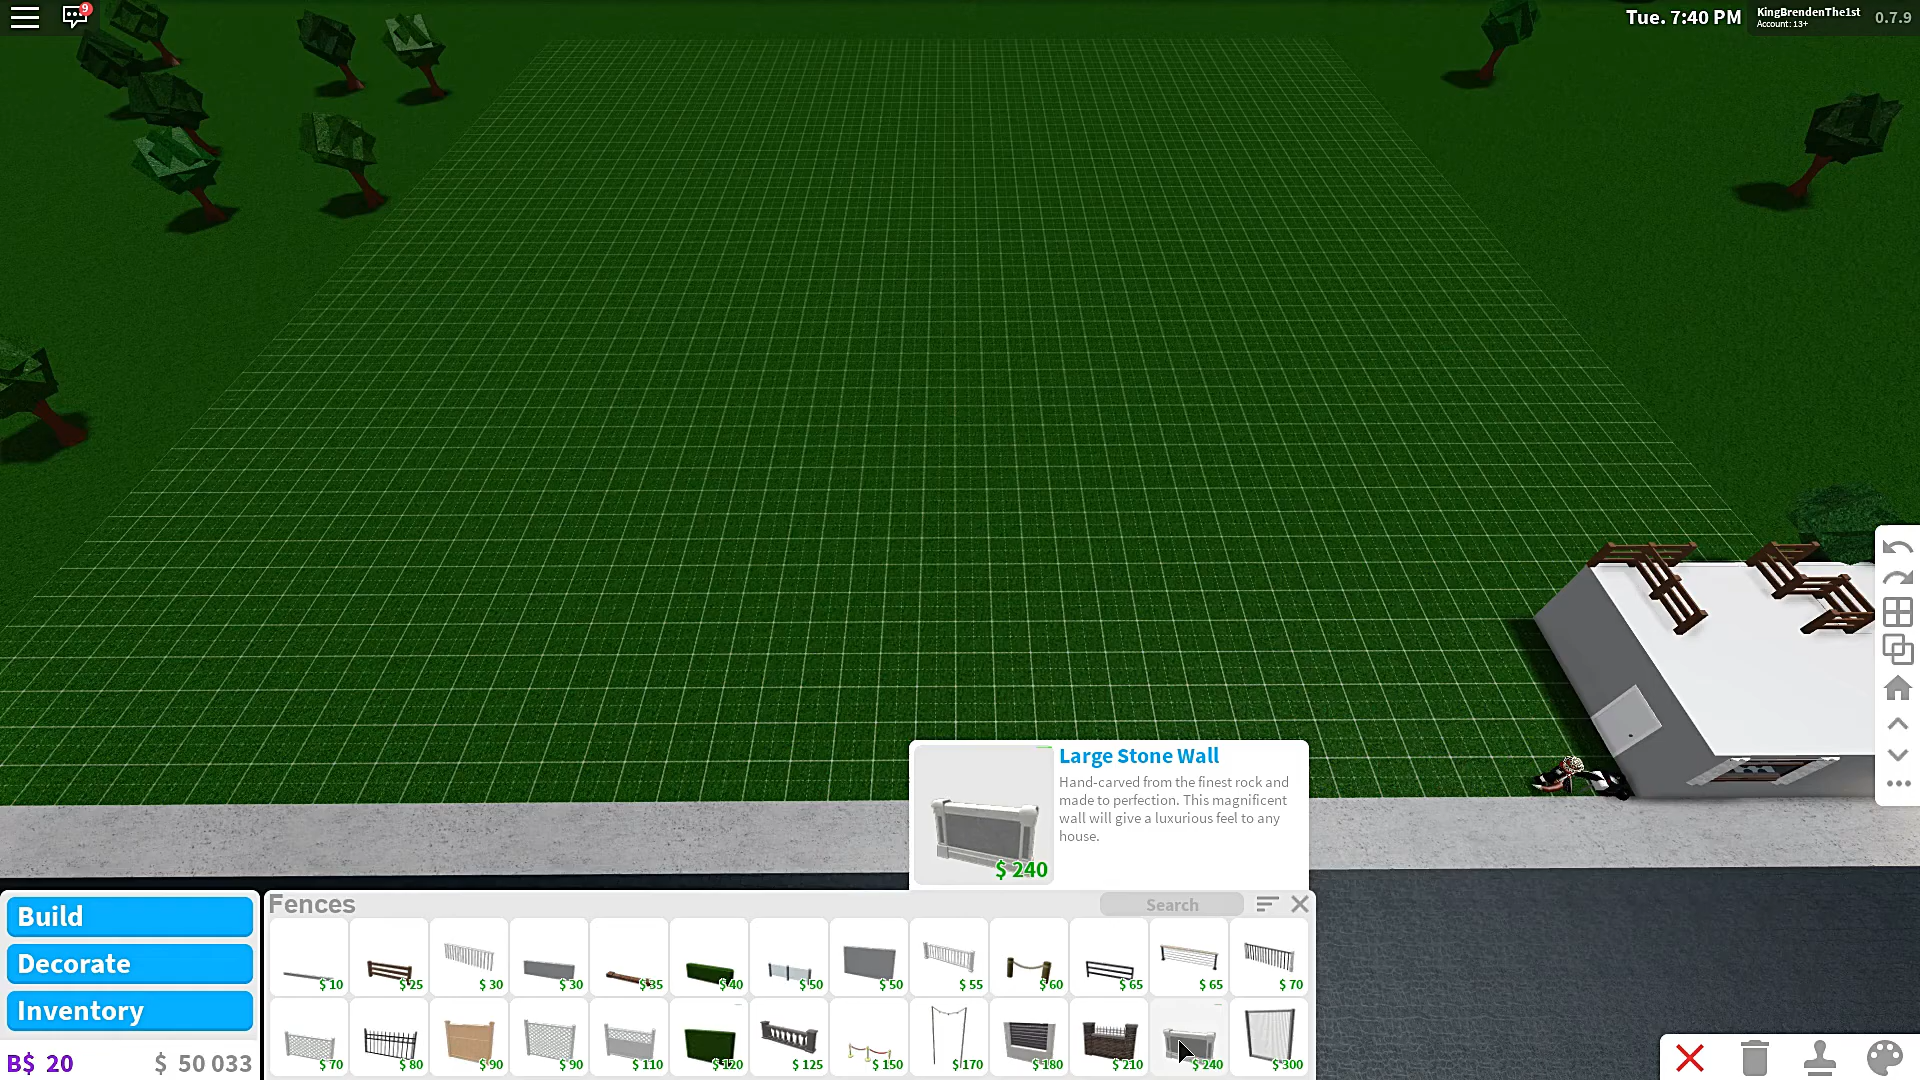 9
Tue. 7:40 PM
KingBrendenThe1st
Account: 13+
0.7.9
Large Stone Wall
Hand-carved from the finest rock and
made to perfection. This magnificent
wall will give a luxurious feel to any
house.
$ 240
Build
Decorate
Inventory
B$ 20
$ 50 033
Fences
Search
$ 10
$ 25
$ 30
$ 30
$ 35
$ 40
$ 50
$ 50
$ 55
$ 60
$ 65
$ 65
$ 70
$ 70
$ 80
$ 90
$ 90
$ 110
$ 120
$ 125
$ 150
$ 170
$ 180
$ 210
$ 240
$ 300